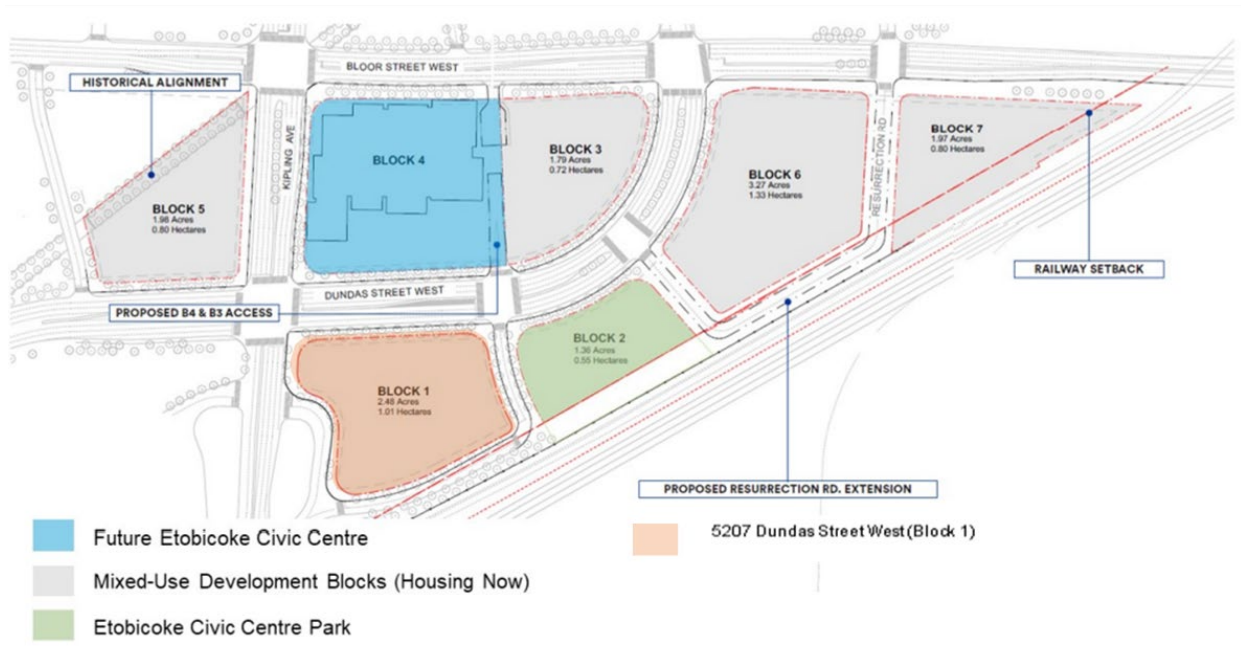 BLOOR STREET WEST
HISTORICAL ALIGNMENT
KIPLING AVE
BLOCK 4
BLOCK 3
1.79 Acres
0.72 Hectares
BLOCK 7
1.97 Acres
0.80 Hectares
RESURRECTION RD
BLOCK 6
3.27 Acres
1.33 Hectares
BLOCK 5
1.98 Acres
0.80 Hectares
RAILWAY SETBACK
DUNDAS STREET WEST
PROPOSED B4 & B3 ACCESS
BLOCK 2
1.36 Acres
0.55 Hectares
BLOCK 1
2.48 Acres
1.01 Hectares
PROPOSED RESURRECTION RD. EXTENSION
Future Etobicoke Civic Centre
5207 Dundas Street West (Block 1)
Mixed-Use Development Blocks (Housing Now)
Etobicoke Civic Centre Park